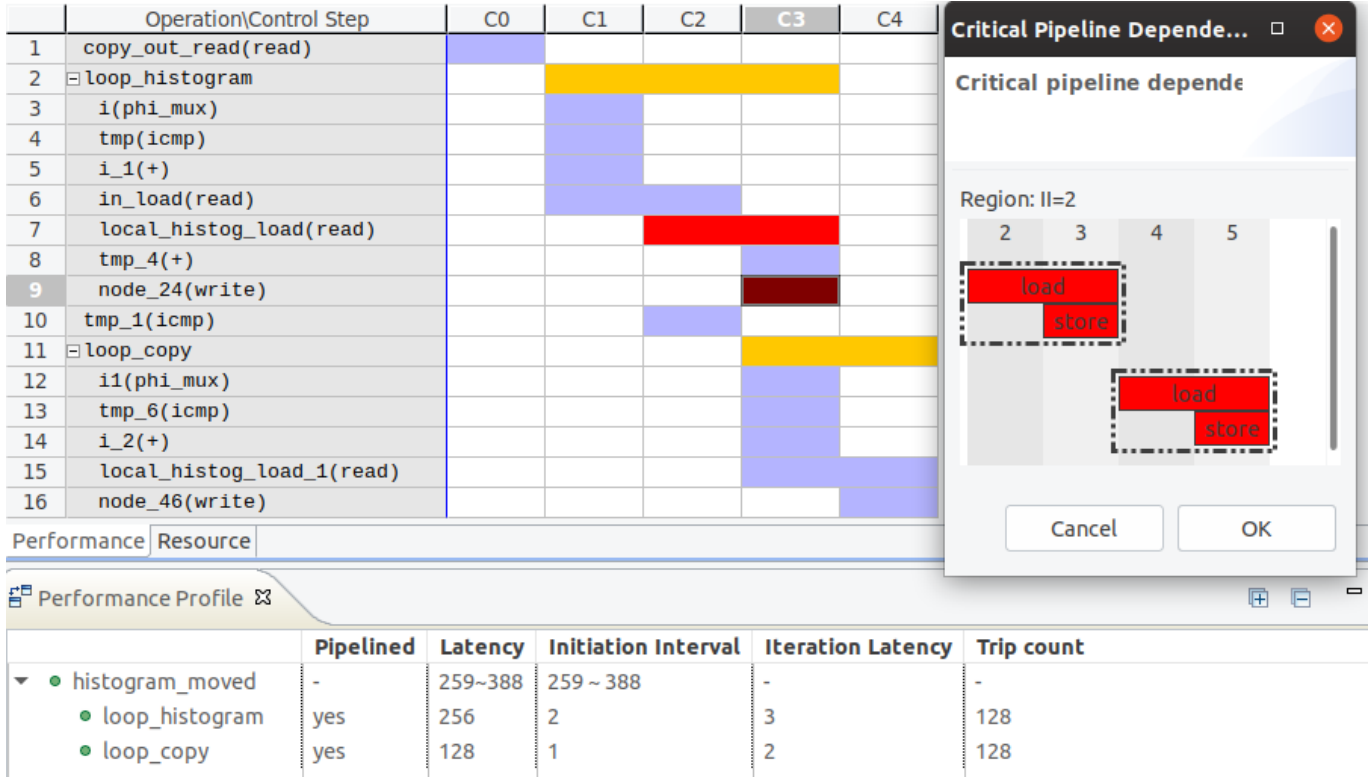 Operation\Control Step C0 C1 C2 C3 C4
1 copy_out_read(read)
2 loop_histogram
3 i(phi_mux)
4 tmp(icmp)
5 i_1(+)
6 in_load(read)
7 local_histog_load(read)
8 tmp_4(+)
9 node_24(write)
10 tmp_1(icmp)
11 loop_copy
12 i1(phi_mux)
13 tmp_6(icmp)
14 i_2(+)
15 local_histog_load_1(read)
16 node_46(write)
Performance Resource
Critical Pipeline Depende...
Critical pipeline depende
Region: II=2
2 3 4 5
load
store
load
store
Cancel OK
Performance Profile
Pipelined Latency Initiation Interval Iteration Latency Trip count
histogram_moved - 259~388 259 ~ 388 - -
loop_histogram yes 256 2 3 128
loop_copy yes 128 1 2 128